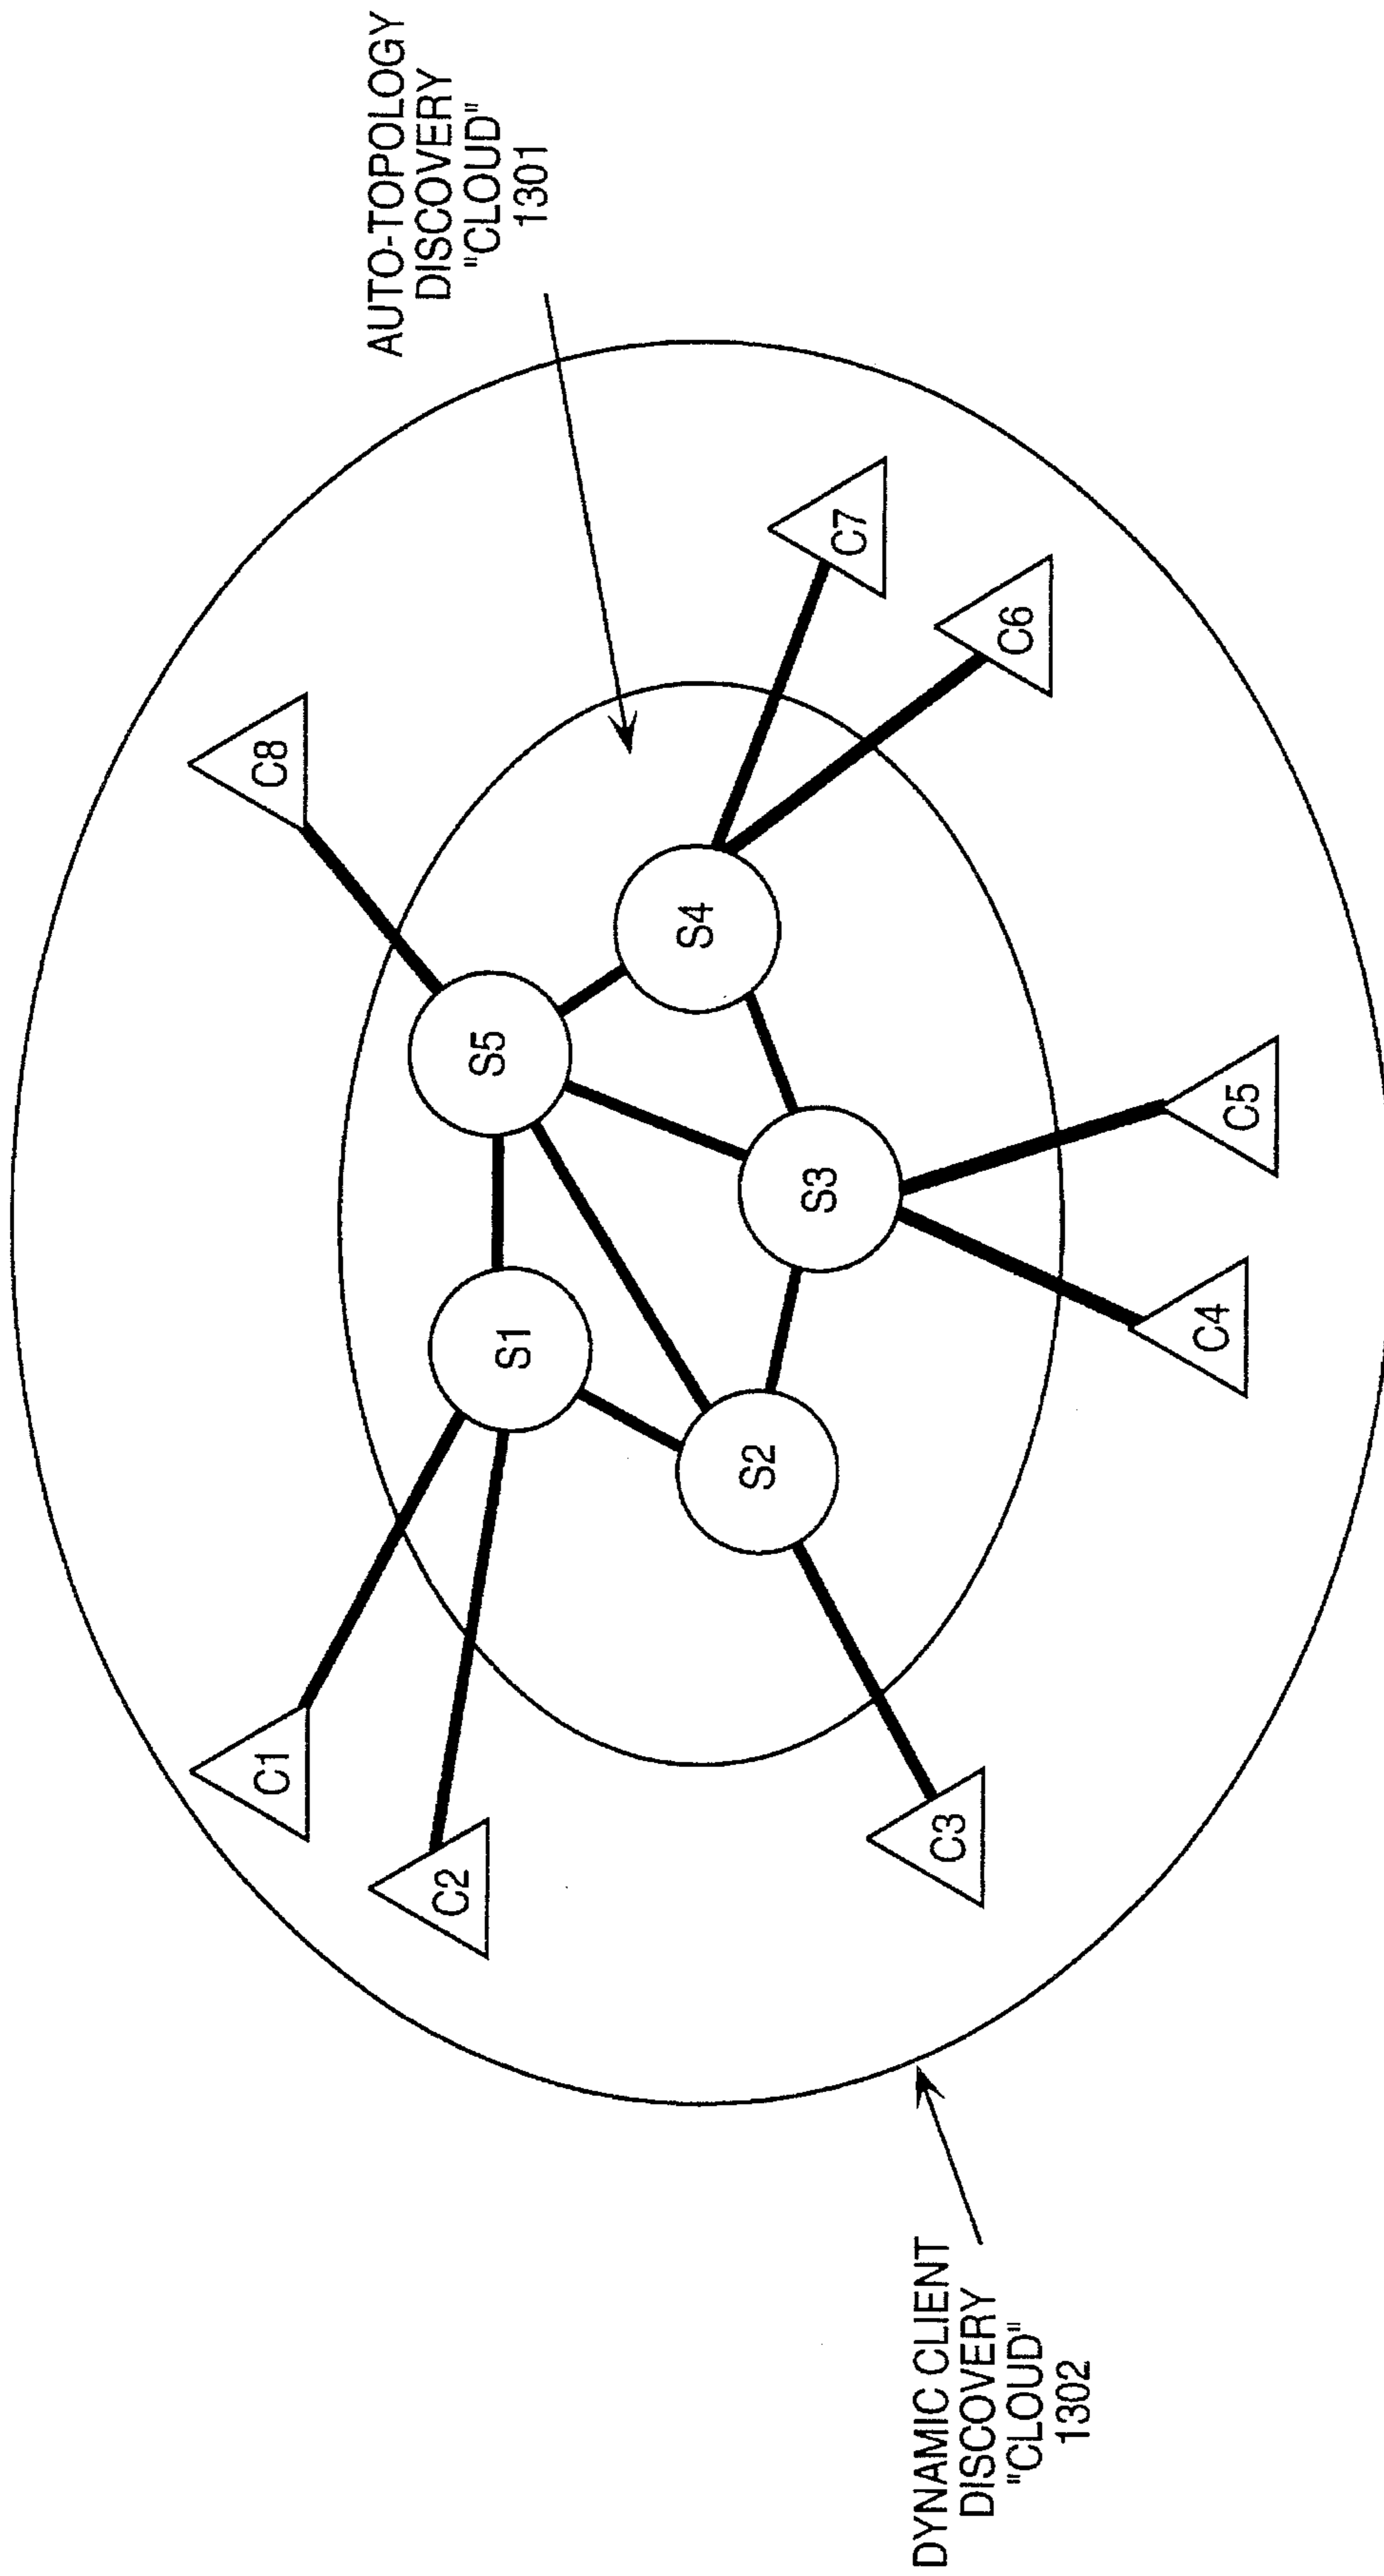 AUTO-TOPOLOGY
DISCOVERY
"CLOUD"
1301
C8
C7
C6
S5
S4
S3
C5
C4
S1
S2
C1
C2
C3
DYNAMIC CLIENT
DISCOVERY
"CLOUD"
1302